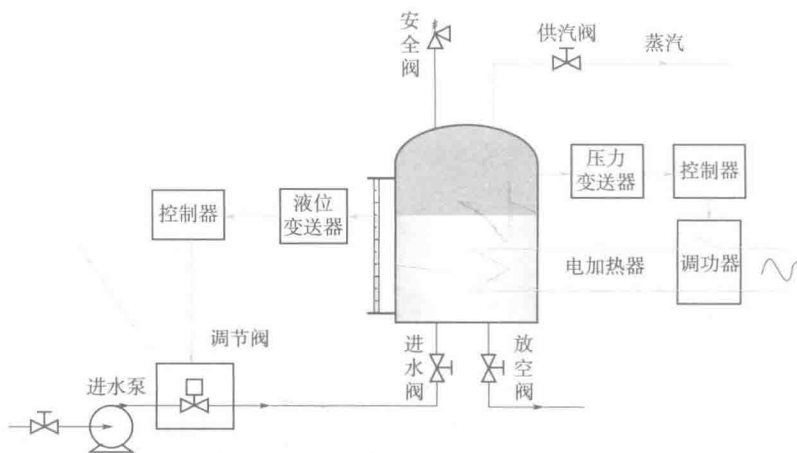 安全阀
供汽阀
蒸汽
压力
变送器
控制器
控制器
液位
变送器
电加热器
调功器
调节阀
进水阀
放空阀
进水泵